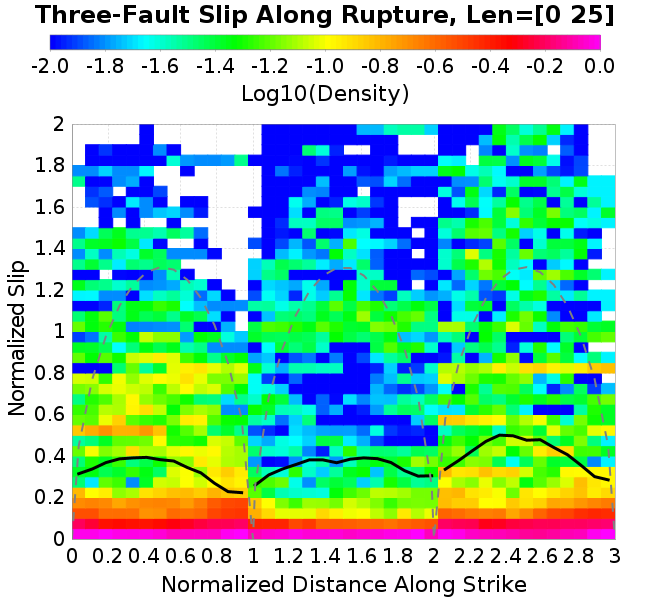 Three-Fault Slip Along Rupture, Len=[0 25]
-2.0 -1.8 -1.6 -1.4 -1.2 -1.0 -0.8 -0.6 -0.4 -0.2 0.0
Log10(Density)
2
1.8
1.6
1.4
1.2
1
0.8
0.6
0.4
0.2
0
Normalized Slip
0 0.2 0.4 0.6 0.8 1 1.2 1.4 1.6 1.8 2 2.2 2.4 2.6 2.8 3
Normalized Distance Along Strike